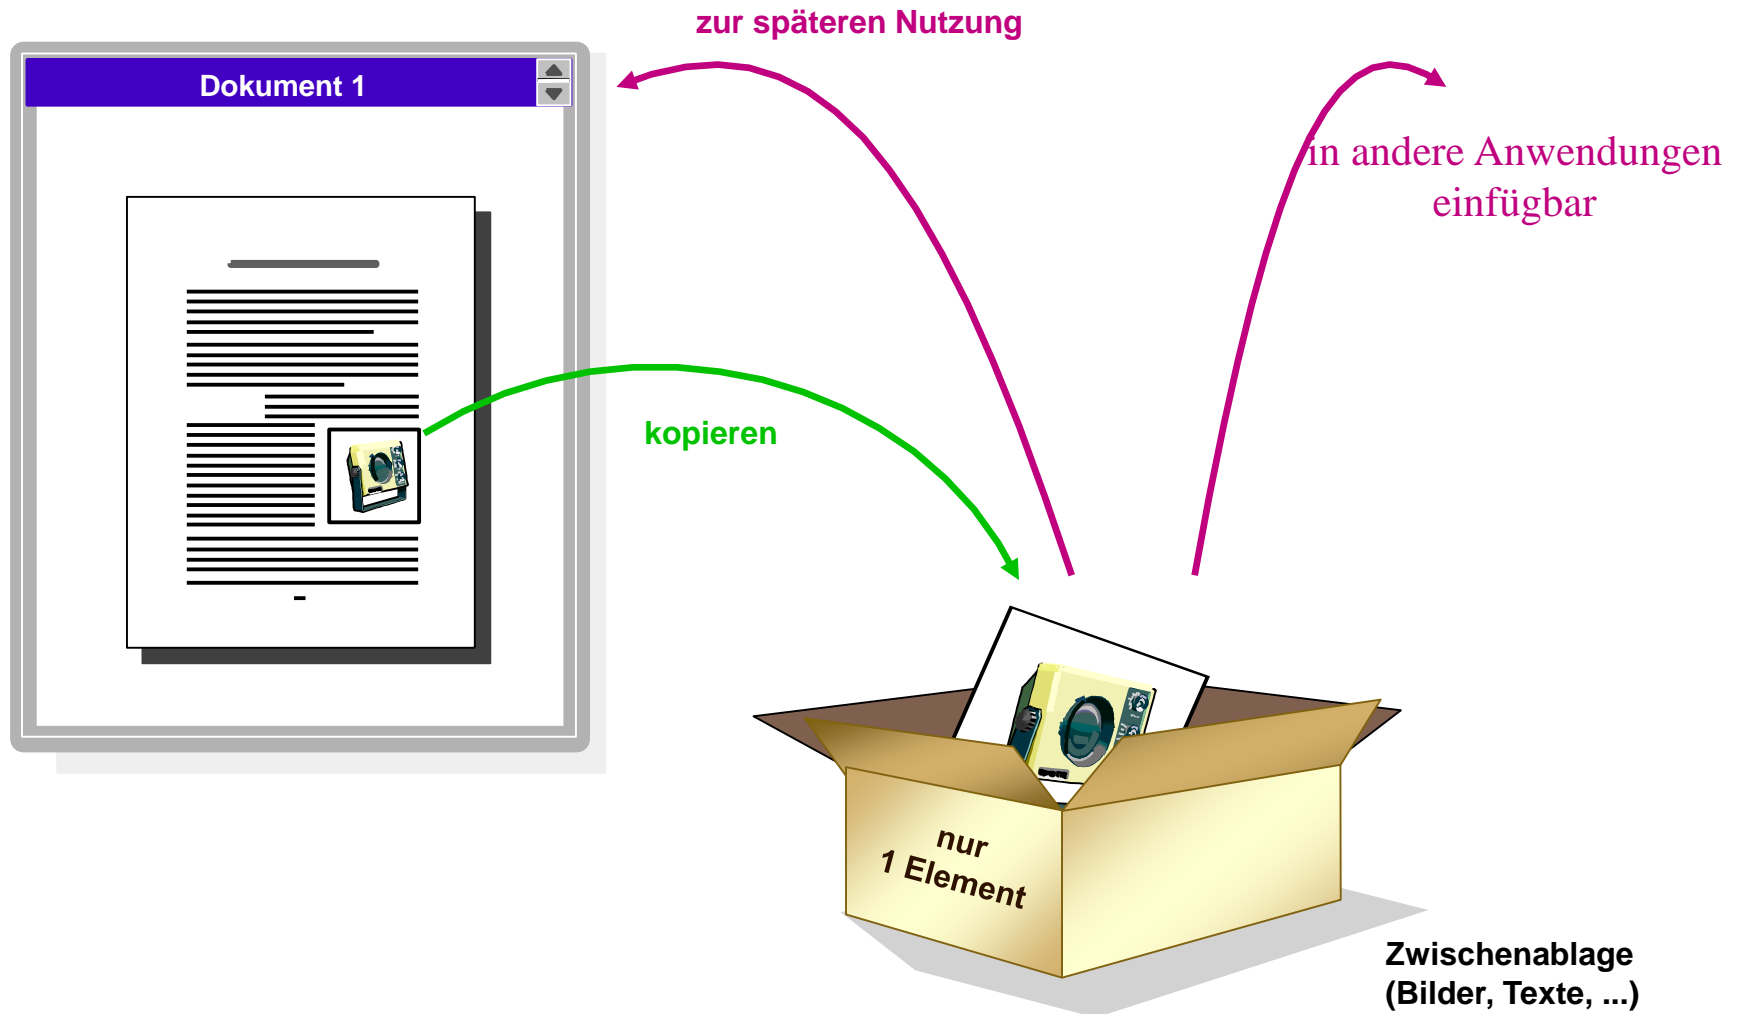 zur späteren Nutzung
Dokument 1
in andere Anwendungen
einfügbar
kopieren
nur
1 Element
Zwischenablage
(Bilder, Texte, ...)